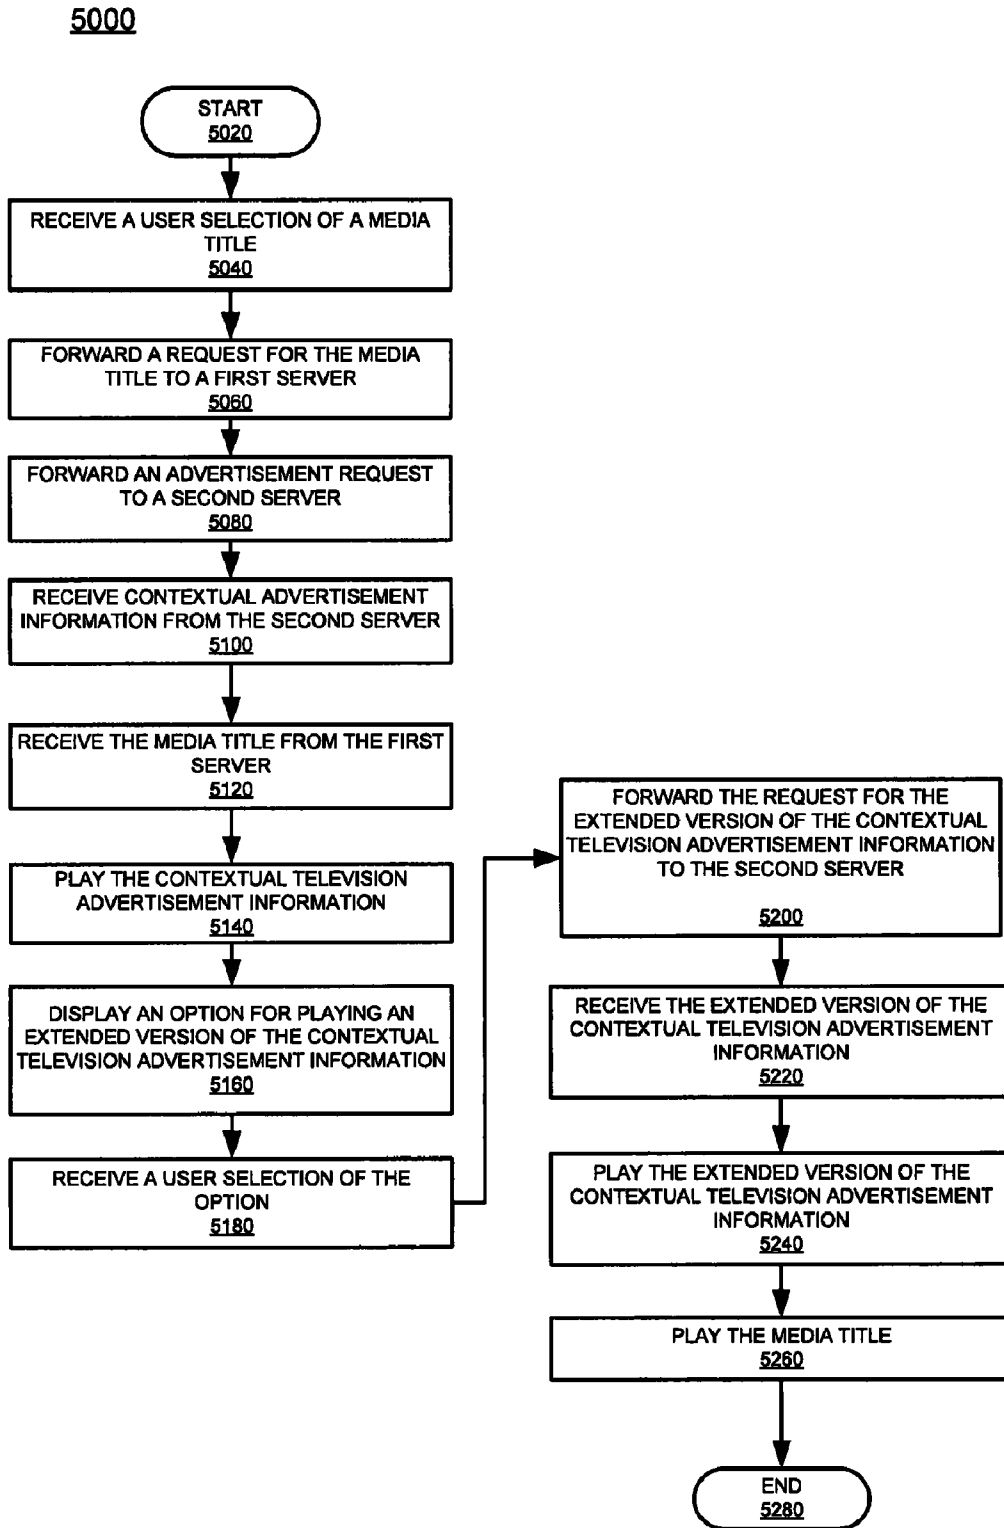 5000
START
5020
RECEIVE A USER SELECTION OF A MEDIA
TITLE
5040
FORWARD A REQUEST FOR THE MEDIA
TITLE TO A FIRST SERVER
5060
FORWARD AN ADVERTISEMENT REQUEST
TO A SECOND SERVER
5080
RECEIVE CONTEXTUAL ADVERTISEMENT
INFORMATION FROM THE SECOND SERVER
5100
RECEIVE THE MEDIA TITLE FROM THE FIRST
SERVER
5120
PLAY THE CONTEXTUAL TELEVISION
ADVERTISEMENT INFORMATION
5140
DISPLAY AN OPTION FOR PLAYING AN
EXTENDED VERSION OF THE CONTEXTUAL
TELEVISION ADVERTISEMENT INFORMATION
5160
RECEIVE A USER SELECTION OF THE
OPTION
5180
FORWARD THE REQUEST FOR THE
EXTENDED VERSION OF THE CONTEXTUAL
TELEVISION ADVERTISEMENT INFORMATION
TO THE SECOND SERVER
5200
RECEIVE THE EXTENDED VERSION OF THE
CONTEXTUAL TELEVISION ADVERTISEMENT
INFORMATION
5220
PLAY THE EXTENDED VERSION OF THE
CONTEXTUAL TELEVISION ADVERTISEMENT
INFORMATION
5240
PLAY THE MEDIA TITLE
5260
END
5280